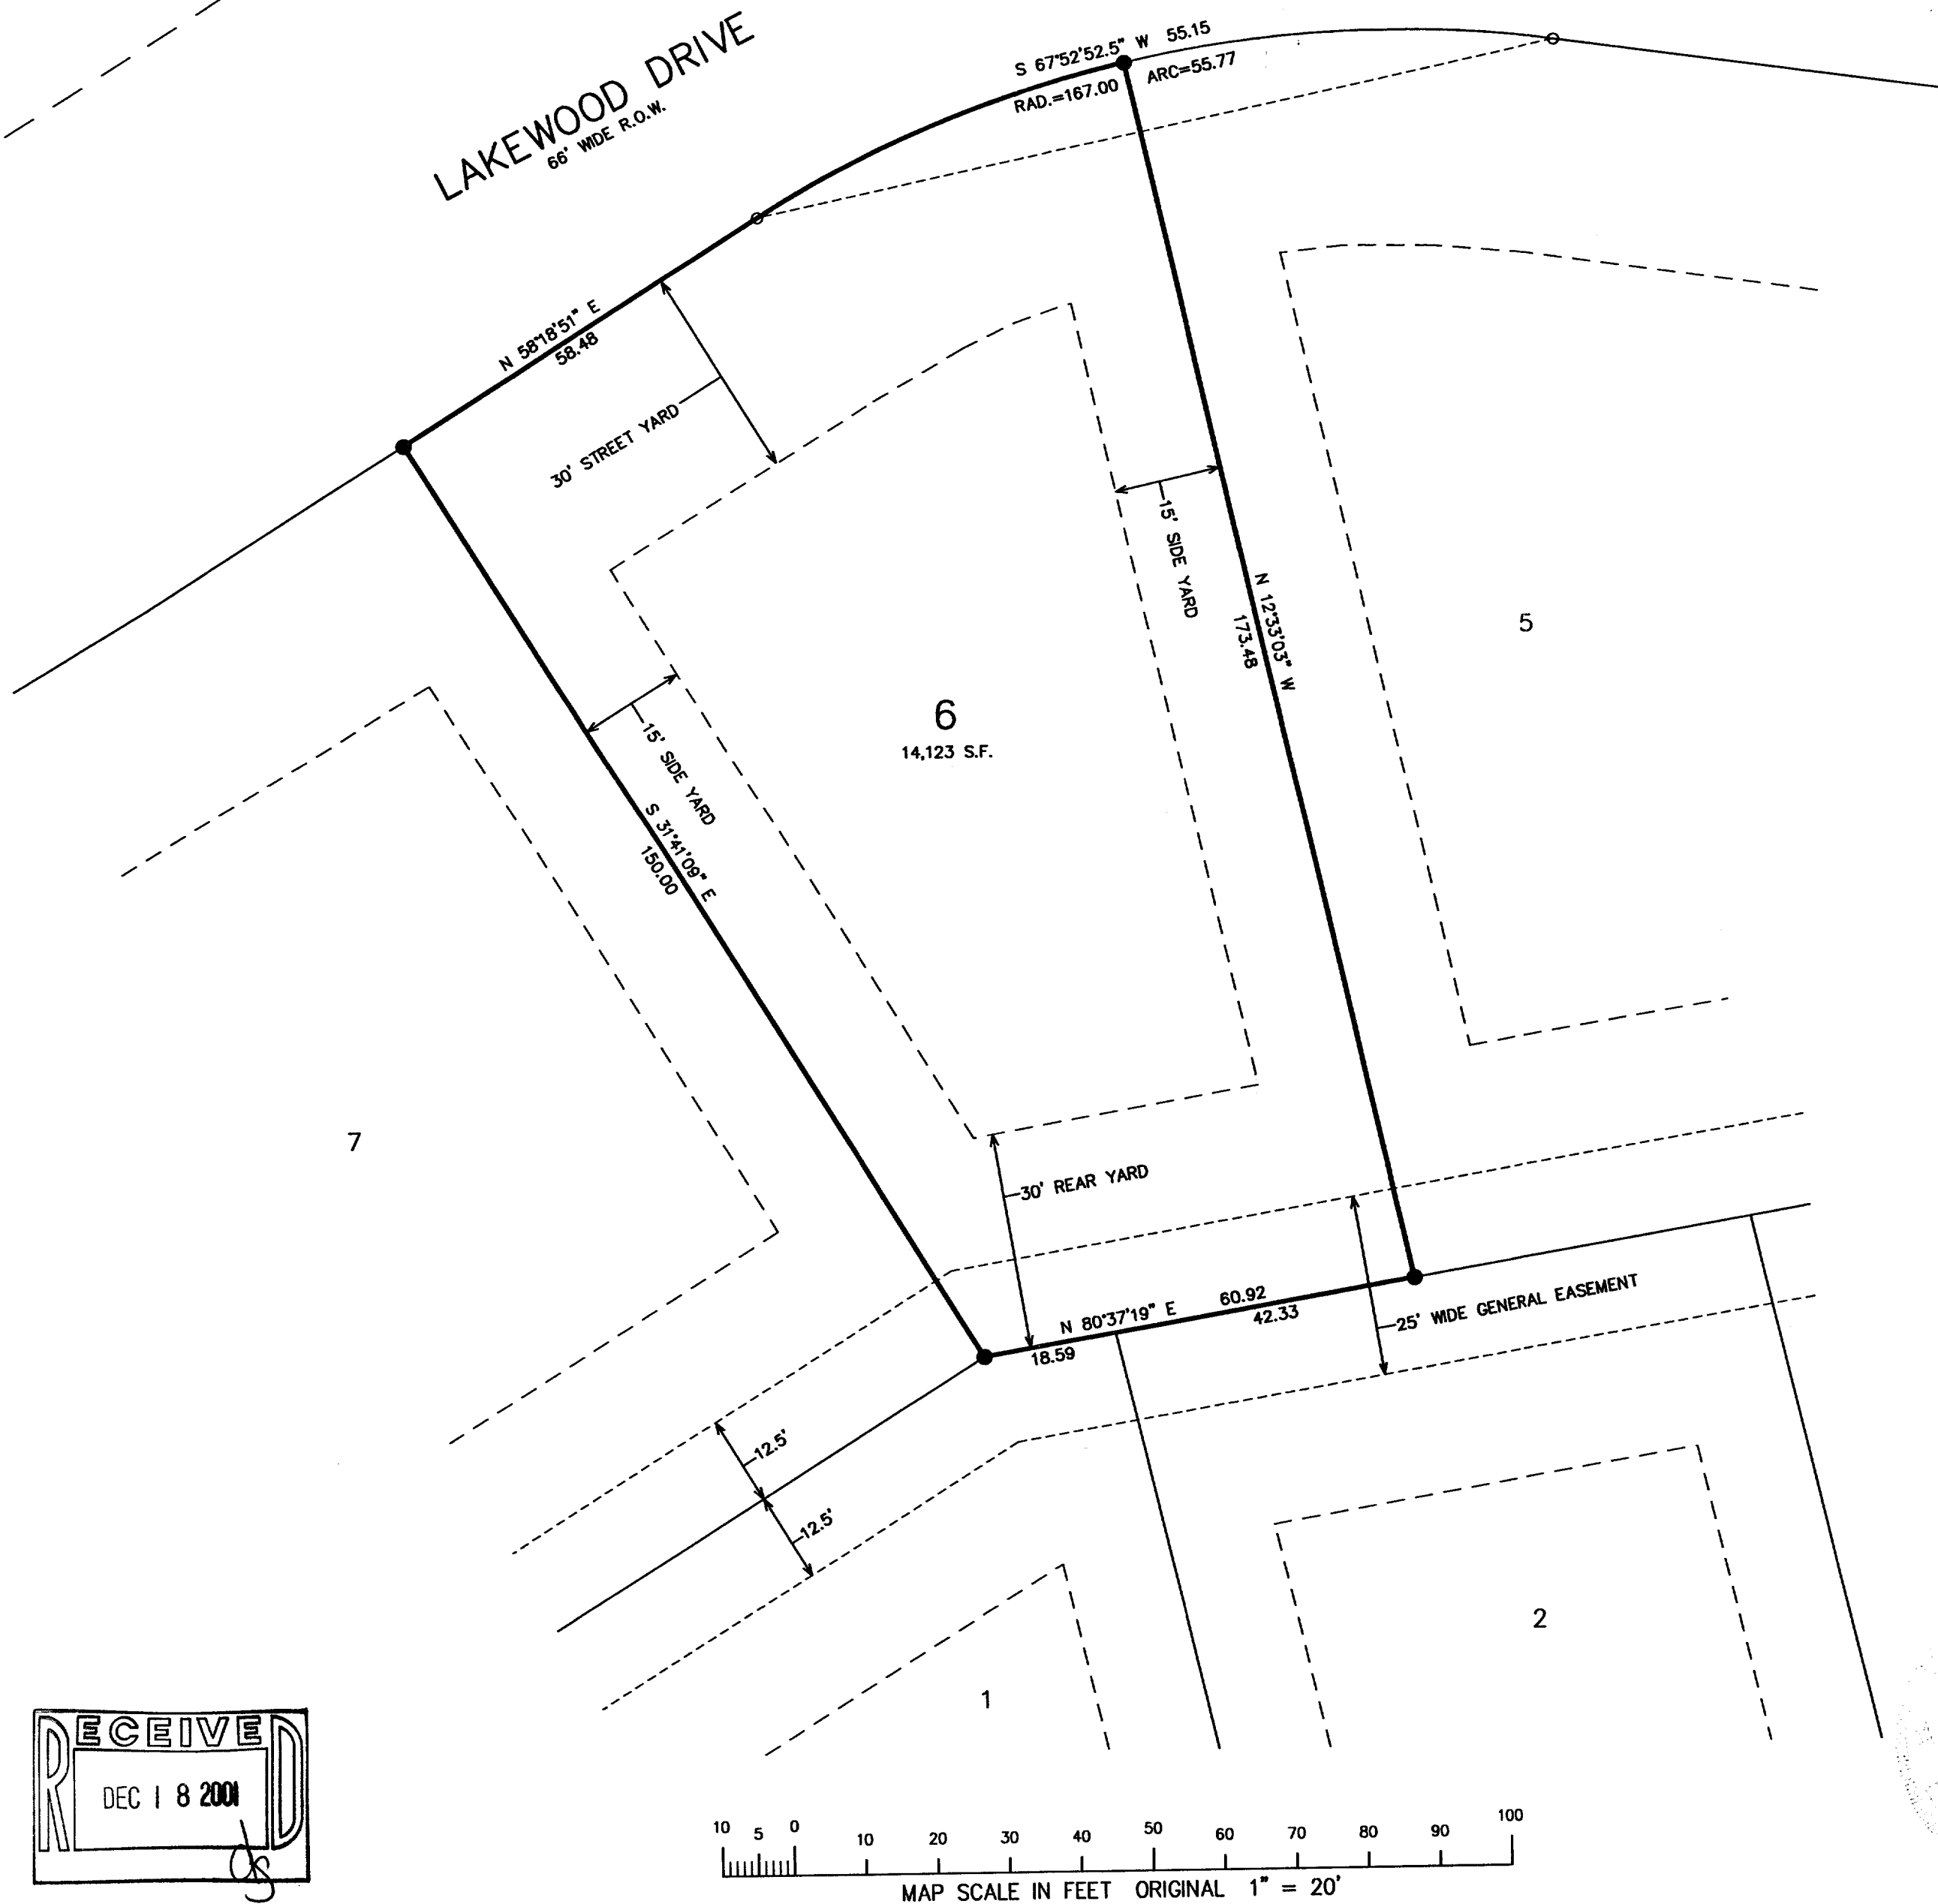 LAKEWOOD DRIVE
66' WIDE R.O.W.
S 67°52'52.5" W 55.15
RAD.=167.00 ARC=55.77
N 58°18'51" E
58.48
30' STREET YARD
15' SIDE YARD
N 12°33'03" W
173.48
5
6
14,123 S.F.
15' SIDE YARD
S 31°41'09" E
150.00
7
30' REAR YARD
N 80°37'19" E 60.92
18.59
42.33
25' WIDE GENERAL EASEMENT
12.5'
12.5'
1
2
RECEIVED
DEC 18 2001
10 5 0 10 20 30 40 50 60 70 80 90 100
MAP SCALE IN FEET ORIGINAL 1" = 20'